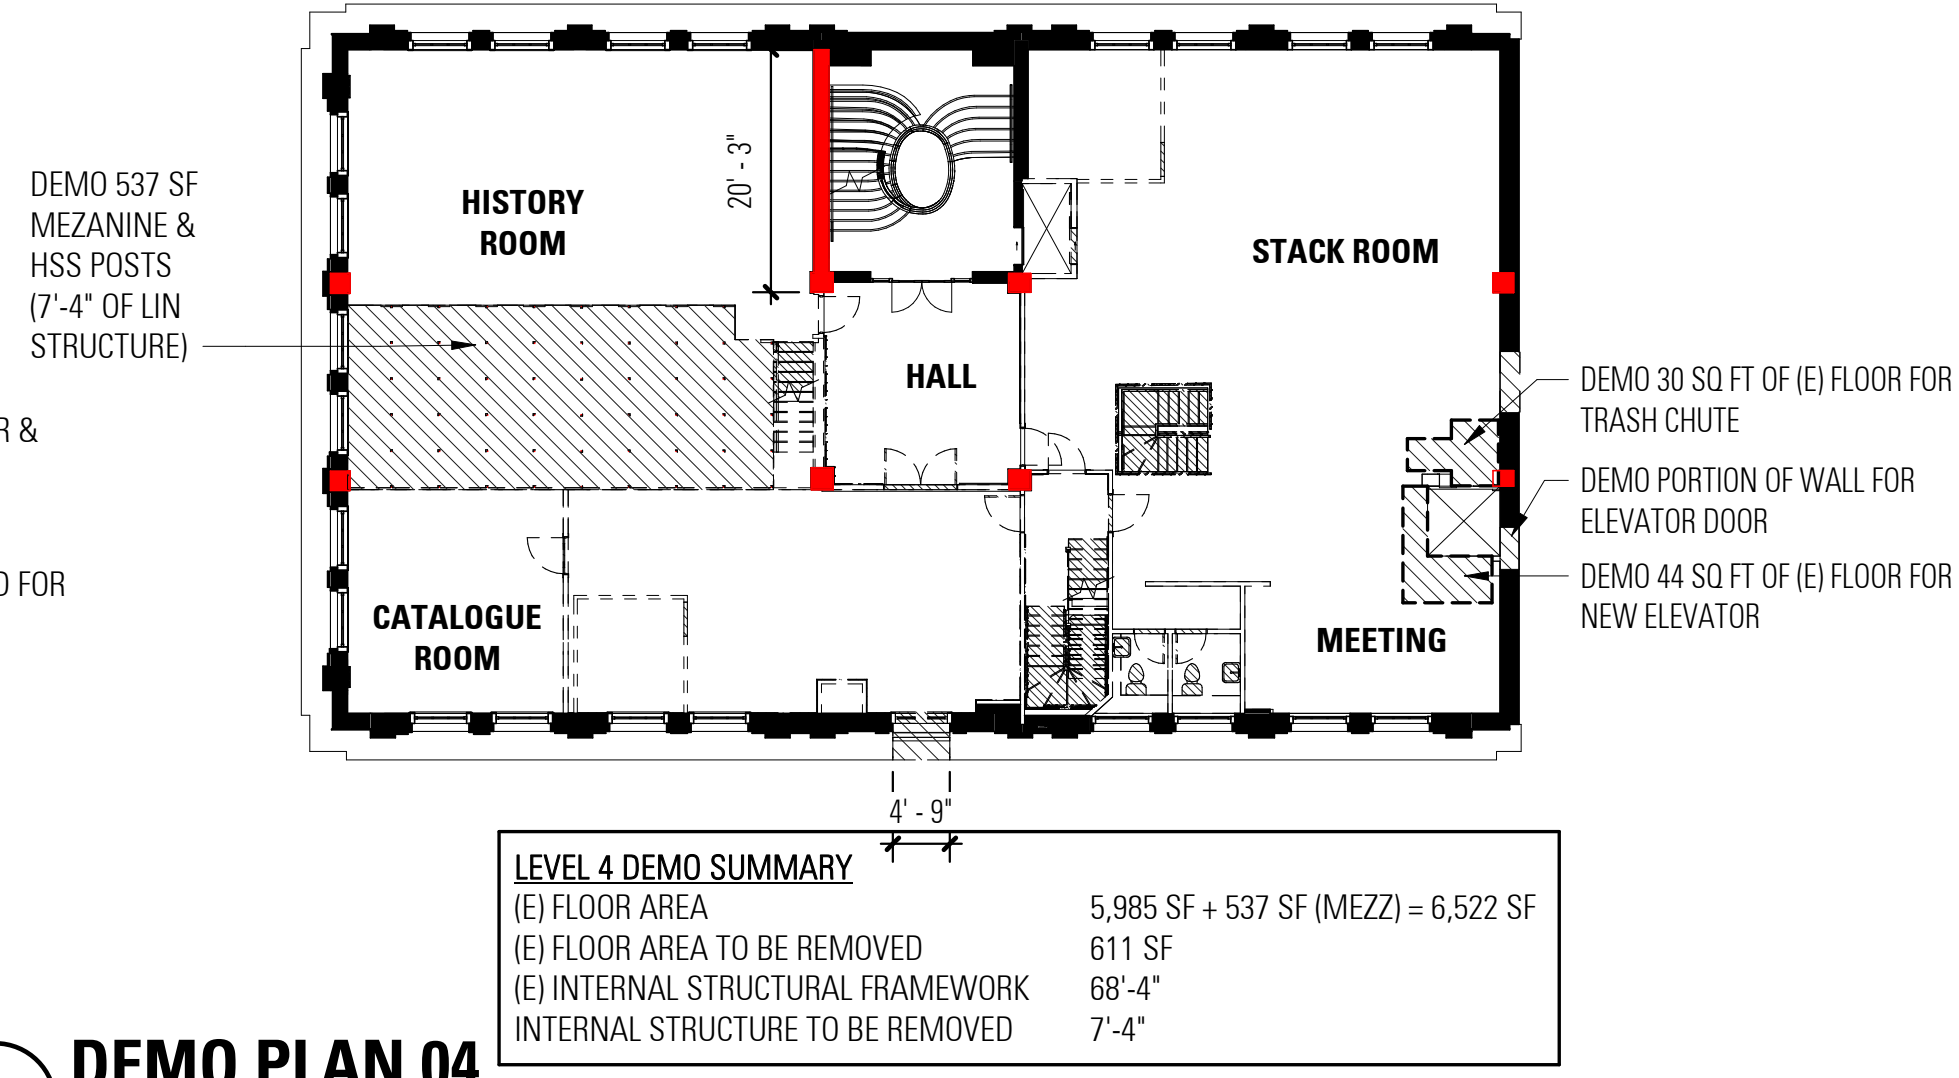 DEMO 537 SF
MEZANINE &
HSS POSTS
(7'-4" OF LIN
STRUCTURE)
R &
D FOR
HISTORY
ROOM
20' - 3"
STACK ROOM
HALL
CATALOGUE
ROOM
MEETING
DEMO 30 SQ FT OF (E) FLOOR FOR
TRASH CHUTE
DEMO PORTION OF WALL FOR
ELEVATOR DOOR
DEMO 44 SQ FT OF (E) FLOOR FOR
NEW ELEVATOR
4' - 9"
LEVEL 4 DEMO SUMMARY
(E) FLOOR AREA 5,985 SF + 537 SF (MEZZ) = 6,522 SF
(E) FLOOR AREA TO BE REMOVED 611 SF
(E) INTERNAL STRUCTURAL FRAMEWORK 68'-4"
INTERNAL STRUCTURE TO BE REMOVED 7'-4"
DEMO PLAN 04